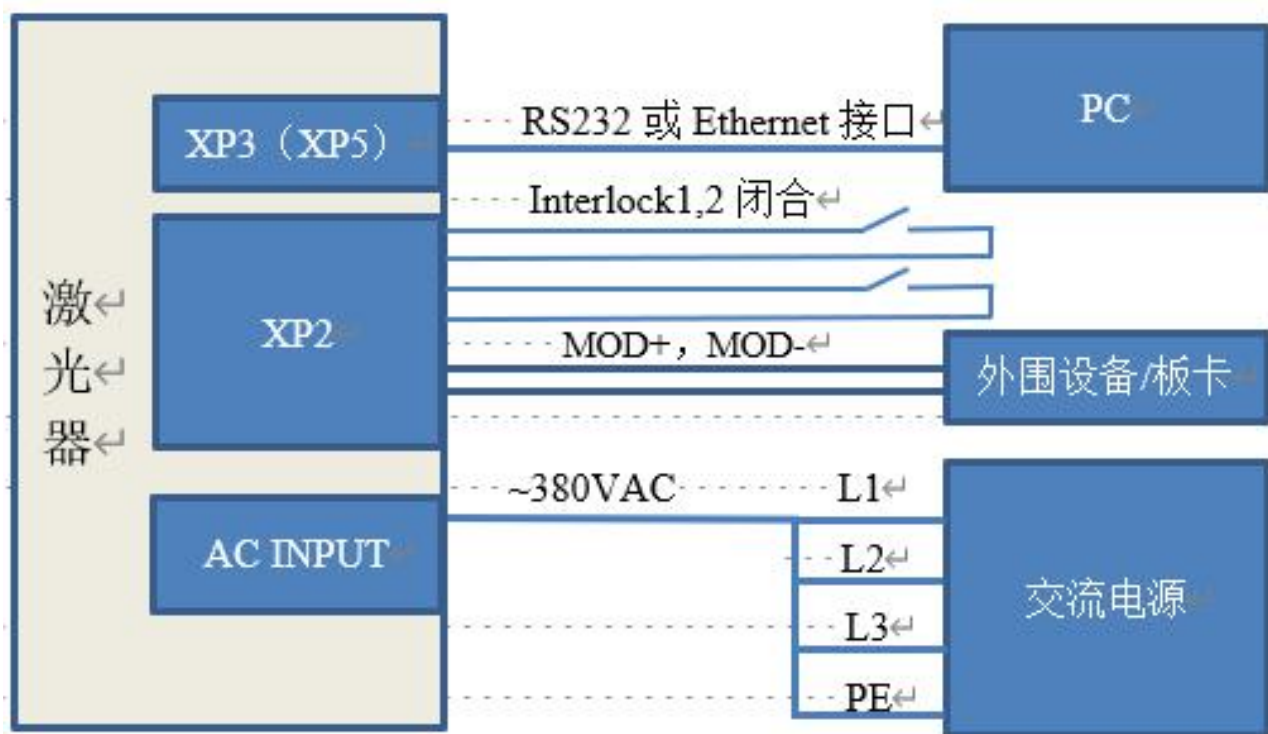 RS232 或 Ethernet 接口↵
PC↵
XP3（XP5）↵
Interlock1,2 闭合↵
激↵
光↵
器↵
XP2↵
MOD+，MOD-↵
外围设备/板卡↵
~380VAC
L1↵
AC INPUT↵
L2↵
交流电源↵
L3↵
PE↵